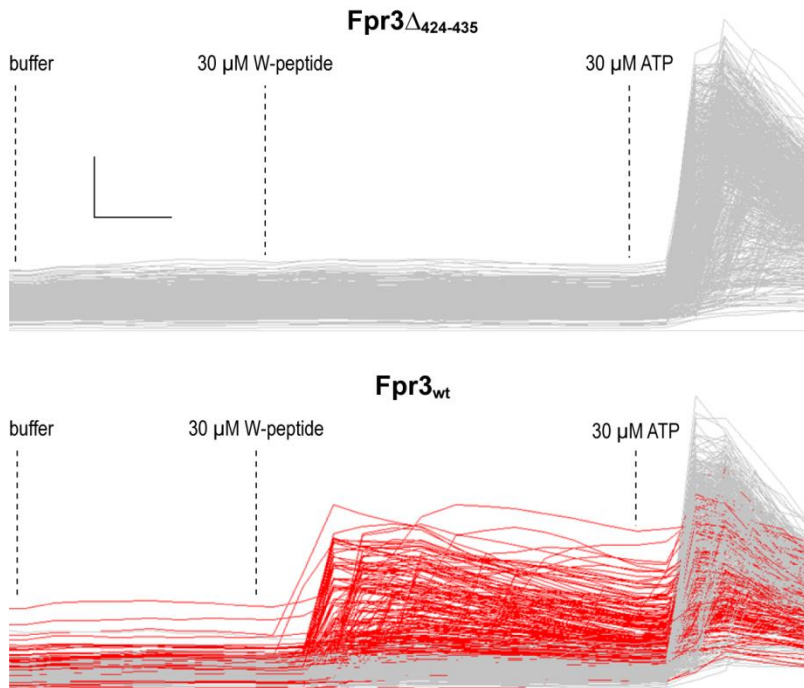 Fpr3Δ424-435
buffer 30 µM W-peptide 30 µM ATP
Fpr3wt
buffer 30 µM W-peptide 30 µM ATP